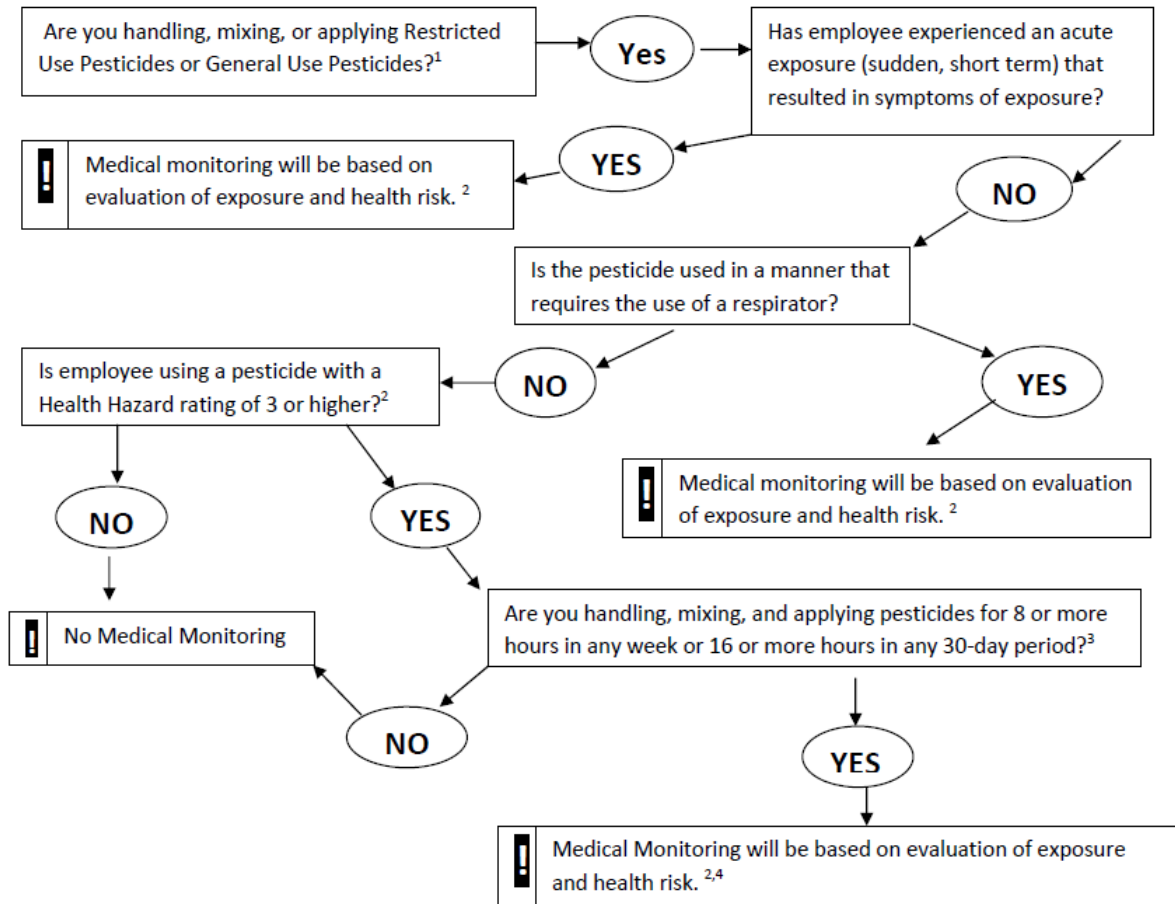 Are you handling, mixing, or applying Restricted
Use Pesticides or General Use Pesticides?¹
Yes
Has employee experienced an acute
exposure (sudden, short term) that
resulted in symptoms of exposure?
YES
! Medical monitoring will be based on
evaluation of exposure and health risk. ²
NO
Is the pesticide used in a manner that
requires the use of a respirator?
NO
YES
Is employee using a pesticide with a
Health Hazard rating of 3 or higher?²
! Medical monitoring will be based on evaluation
of exposure and health risk. ²
NO
YES
! No Medical Monitoring
Are you handling, mixing, and applying pesticides for 8 or more
hours in any week or 16 or more hours in any 30-day period?³
NO
YES
! Medical Monitoring will be based on evaluation of exposure
and health risk. ²,⁴